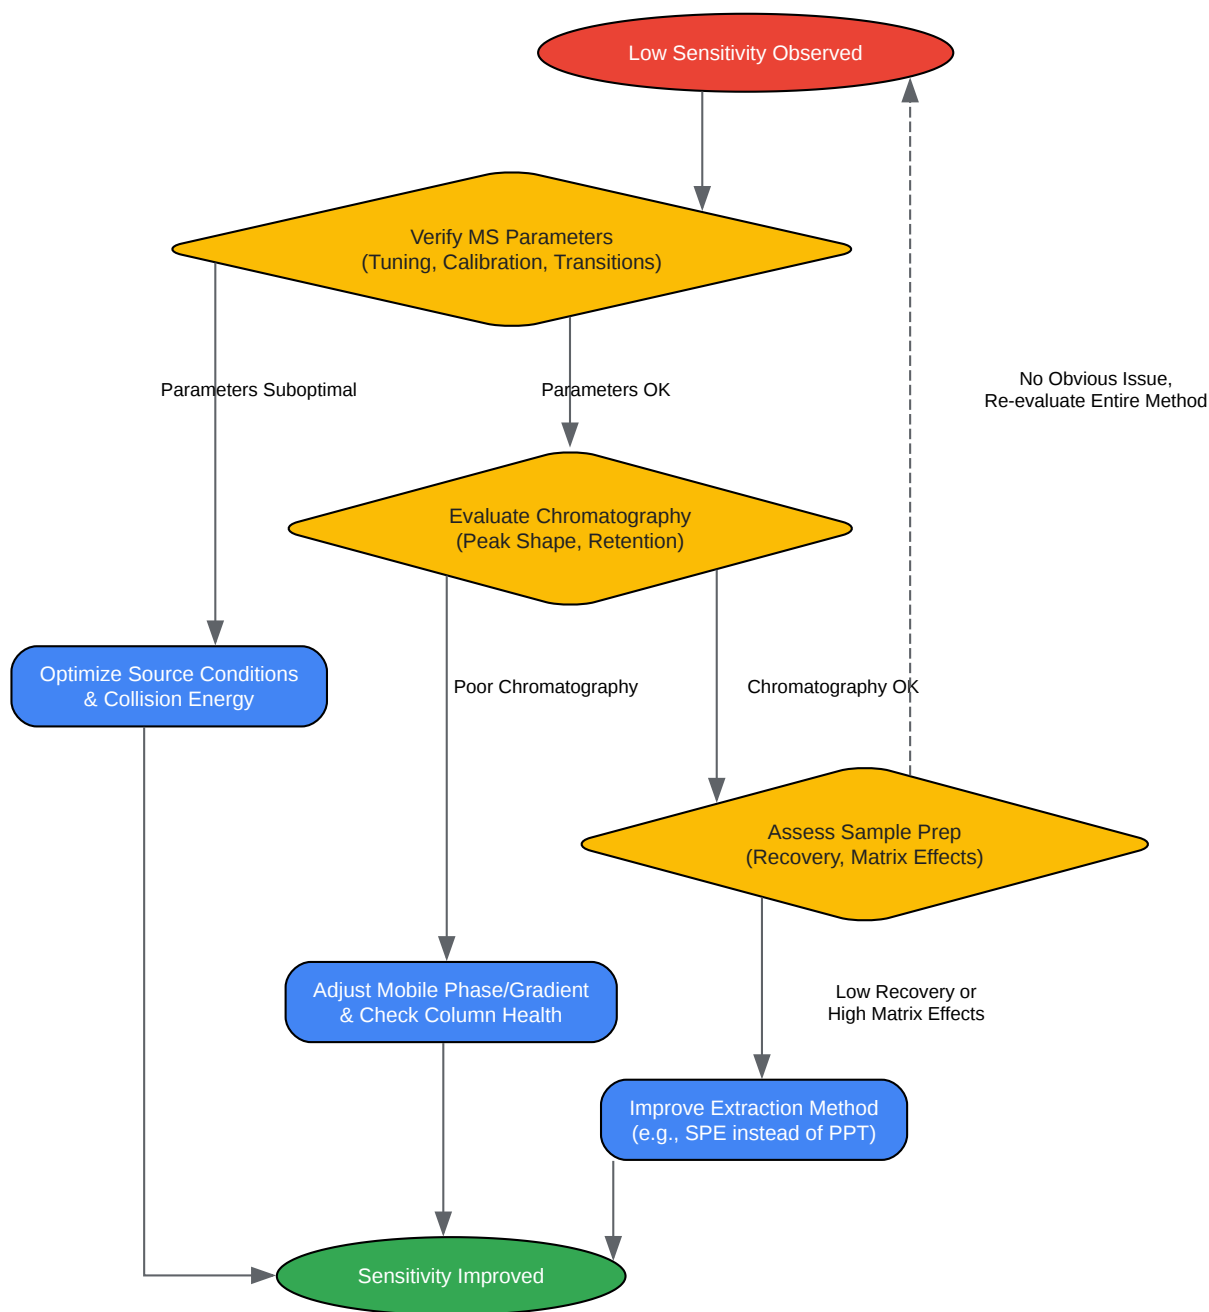 Low Sensitivity Observed
Verify MS Parameters
(Tuning, Calibration, Transitions)
Parameters Suboptimal
Parameters OK
No Obvious Issue,
Re-evaluate Entire Method
Evaluate Chromatography
(Peak Shape, Retention)
Optimize Source Conditions
& Collision Energy
Poor Chromatography
Chromatography OK
Assess Sample Prep
(Recovery, Matrix Effects)
Adjust Mobile Phase/Gradient
& Check Column Health
Low Recovery or
High Matrix Effects
Improve Extraction Method
(e.g., SPE instead of PPT)
Sensitivity Improved